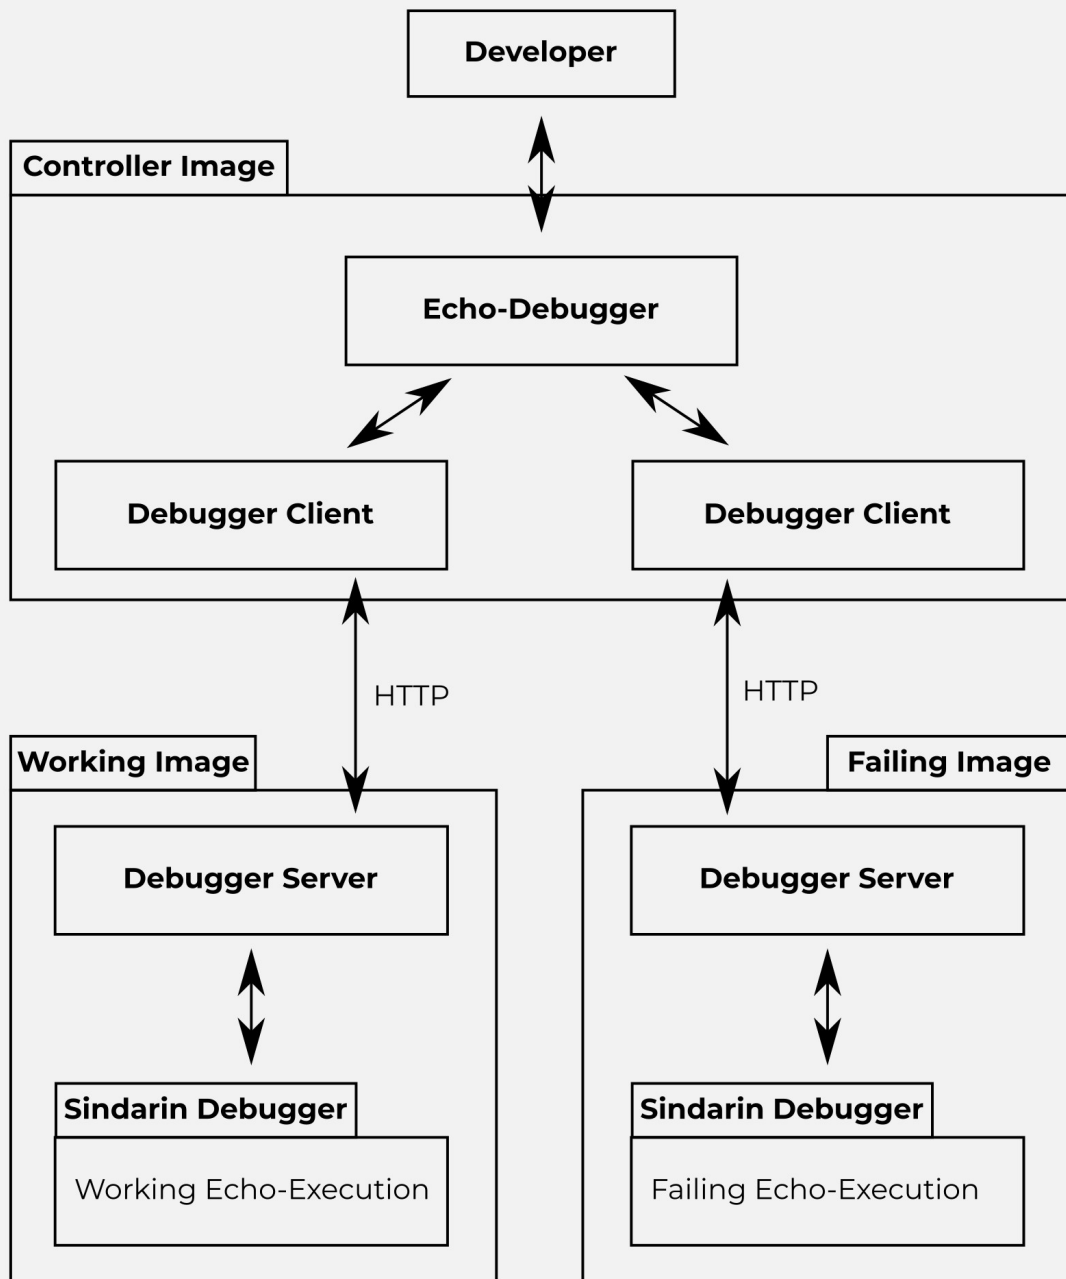 Developer
Controller Image
Echo-Debugger
Debugger Client
Debugger Client
HTTP
HTTP
Working Image
Failing Image
Debugger Server
Debugger Server
Sindarin Debugger
Sindarin Debugger
Working Echo-Execution
Failing Echo-Execution